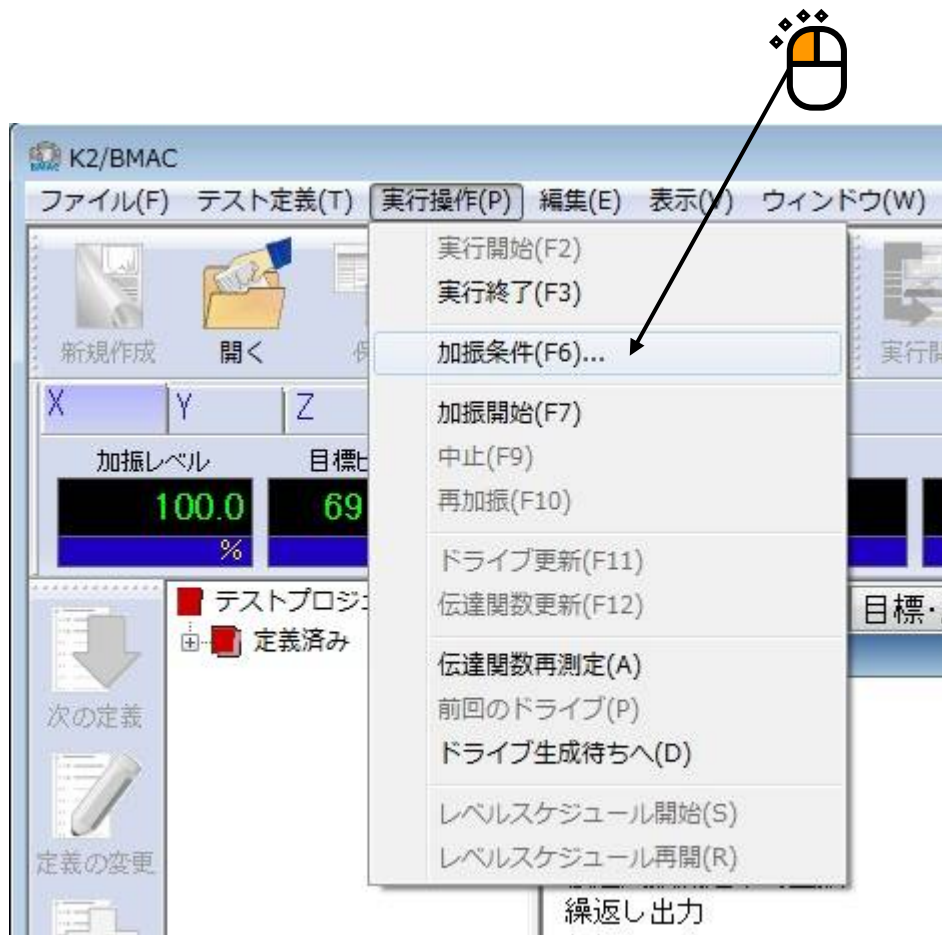 K2/BMAC
ファイル(F) テスト定義(T) 実行操作(P) 編集(E) 表示(V) ウィンドウ(W)
実行開始(F2)
実行終了(F3)
加振条件(F6)...
加振開始(F7)
中止(F9)
再加振(F10)
ドライブ更新(F11)
伝達関数更新(F12)
伝達関数再測定(A)
前回のドライブ(P)
ドライブ生成待ちへ(D)
レベルスケジュール開始(S)
レベルスケジュール再開(R)
新規作成 開く 実行
X Y Z
加振レベル 目標
100.0 69
%
テストプロジ
定義済み
目標・
次の定義
定義の変更
繰返し出力